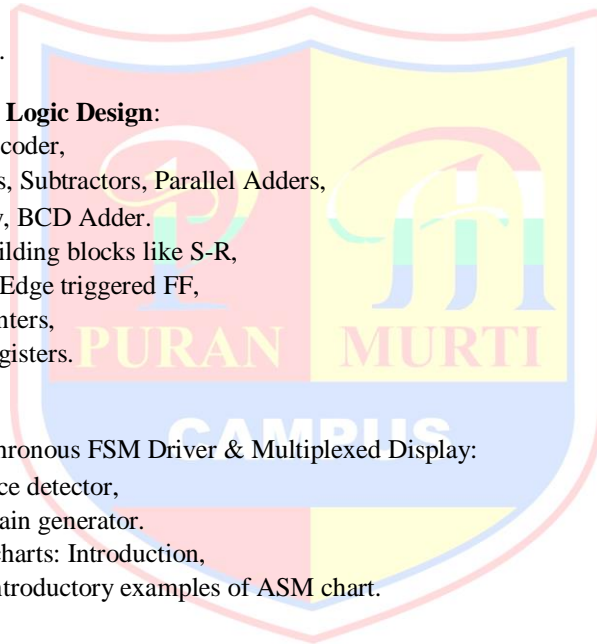 .
Logic Design:
coder,
s, Subtractors, Parallel Adders,
, BCD Adder.
ilding blocks like S-R,
Edge triggered FF,
nters,
gisters.
PURAN MURTI
CAMPUS
hronous FSM Driver & Multiplexed Display:
ce detector,
ain generator.
charts: Introduction,
ntroductory examples of ASM chart.